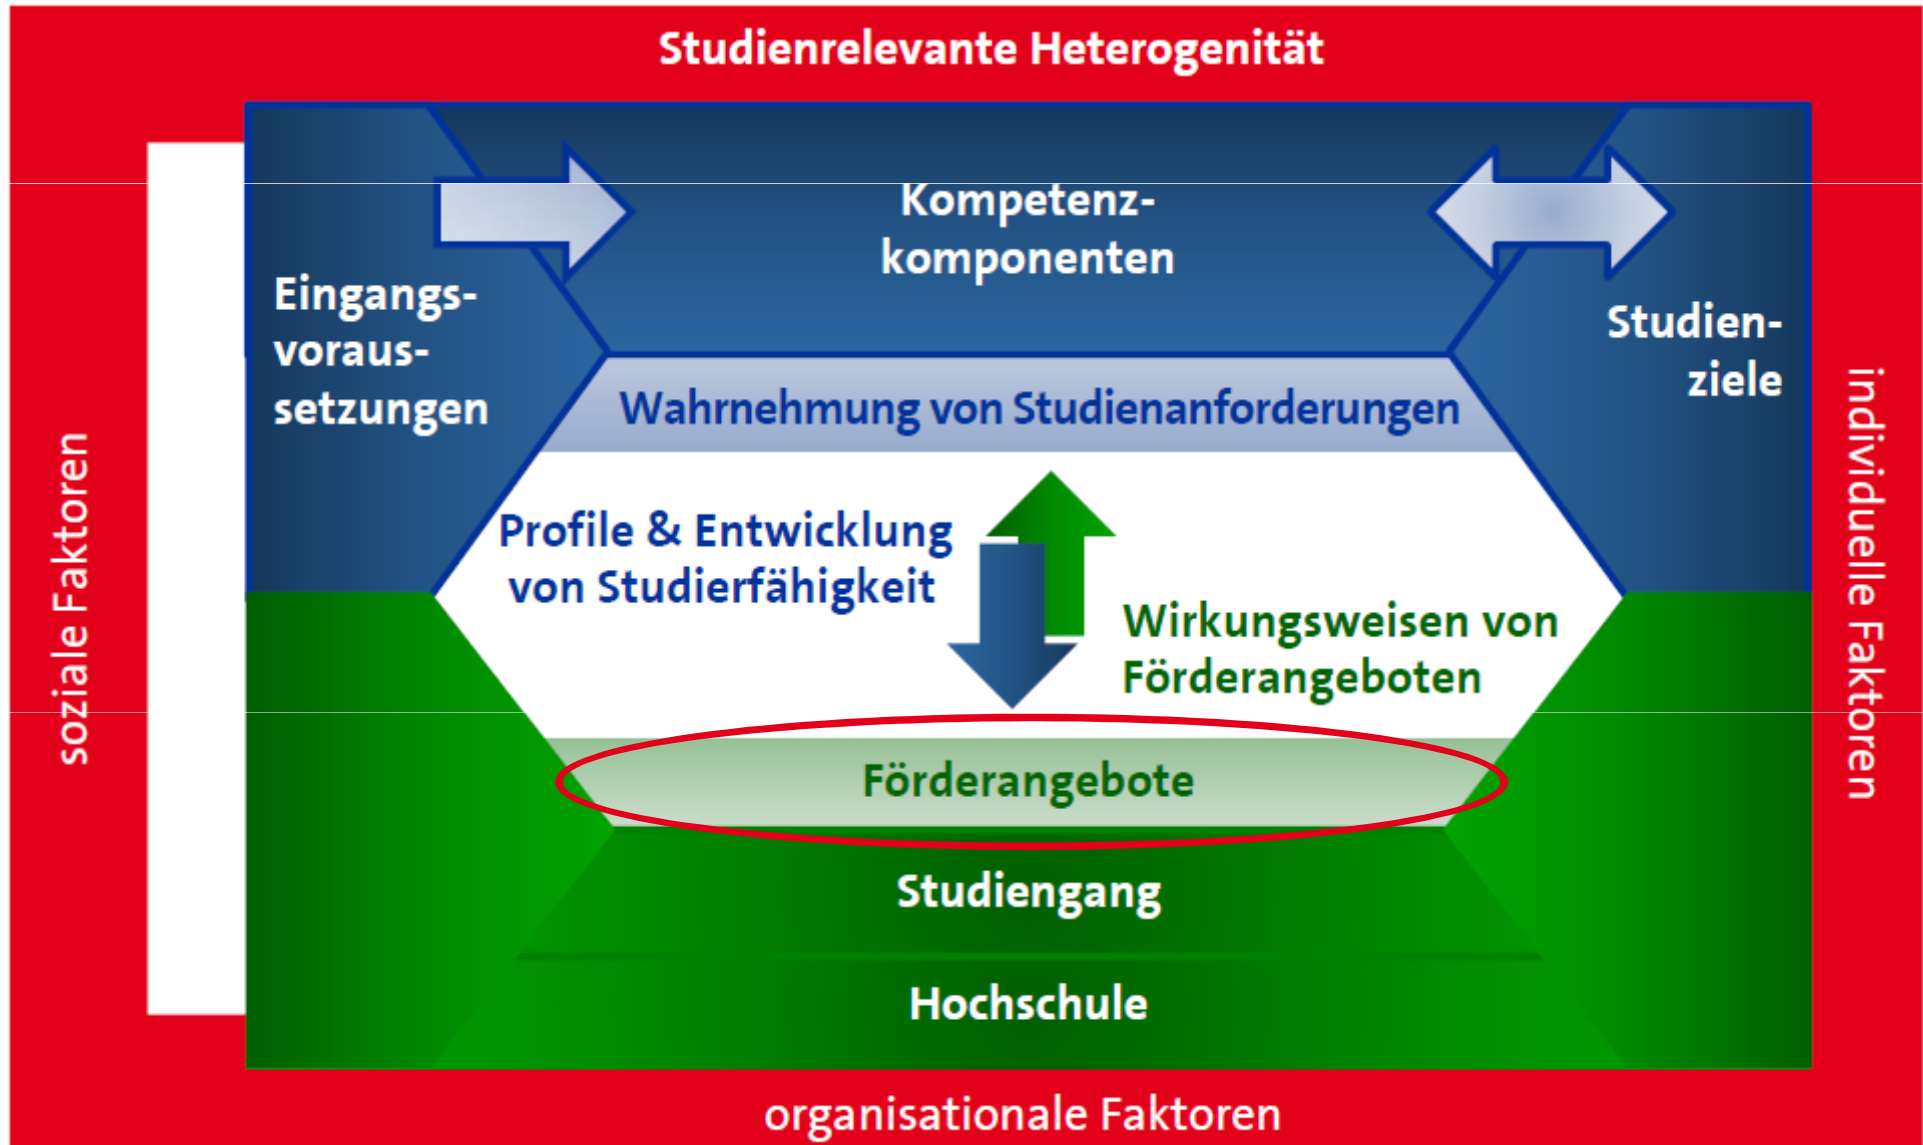 Studienrelevante Heterogenität
Kompetenz-
komponenten
Eingangs-
voraus-
setzungen
Studien-
ziele
Wahrnehmung von Studienanforderungen
Profile & Entwicklung
von Studierfähigkeit
Wirkungsweisen von
Förderangeboten
Förderangebote
Studiengang
Hochschule
soziale Faktoren
individuelle Faktoren
organisationale Faktoren